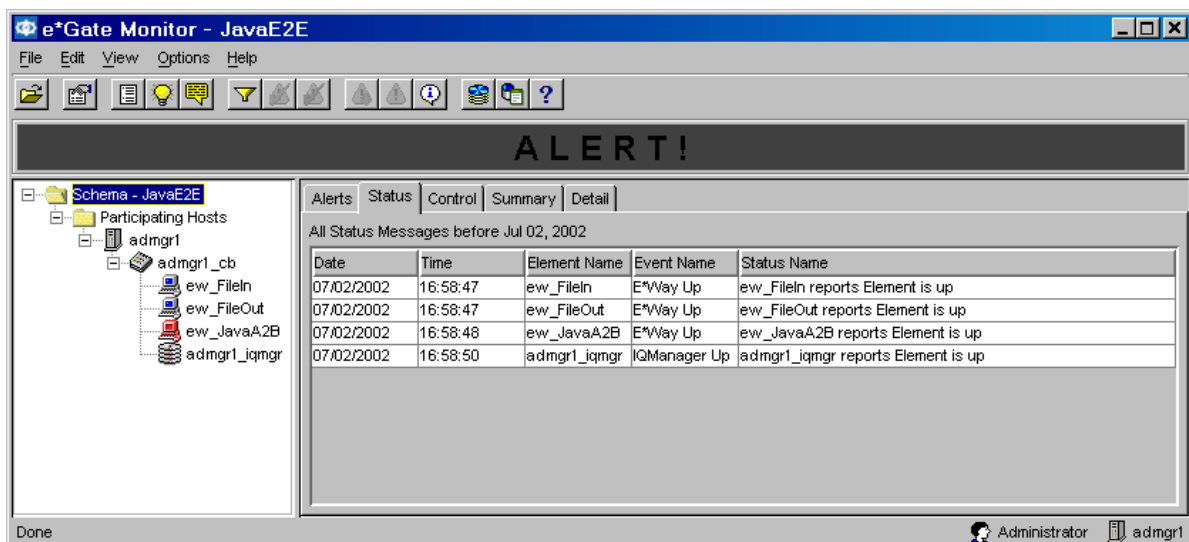 e*Gate Monitor - JavaE2E
File Edit View Options Help
ALERT!
Schema - JavaE2E
Participating Hosts
admgr1
admgr1_cb
ew_FileIn
ew_FileOut
ew_JavaA2B
admgr1_iqmgr
Alerts Status Control Summary Detail
All Status Messages before Jul 02, 2002
Date Time Element Name Event Name Status Name
07/02/2002 16:58:47 ew_FileIn E*Way Up ew_FileIn reports Element is up
07/02/2002 16:58:47 ew_FileOut E*Way Up ew_FileOut reports Element is up
07/02/2002 16:58:48 ew_JavaA2B E*Way Up ew_JavaA2B reports Element is up
07/02/2002 16:58:50 admgr1_iqmgr IQManager Up admgr1_iqmgr reports Element is up
Done Administrator admgr1